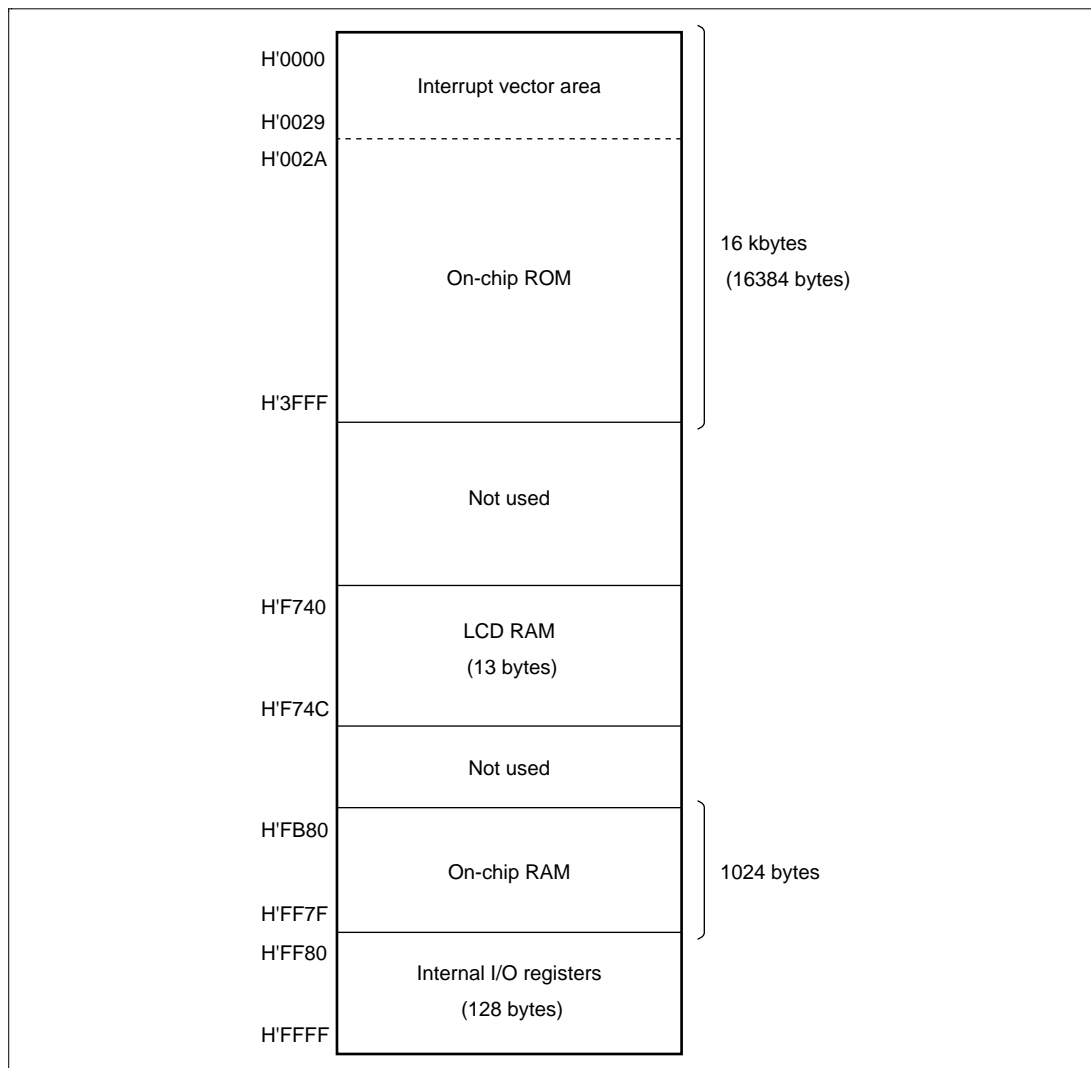 H'0000
Interrupt vector area
H'0029
H'002A
On-chip ROM
16 kbytes
(16384 bytes)
H'3FFF
Not used
H'F740
LCD RAM
(13 bytes)
H'F74C
Not used
H'FB80
On-chip RAM
1024 bytes
H'FF7F
H'FF80
Internal I/O registers
(128 bytes)
H'FFFF